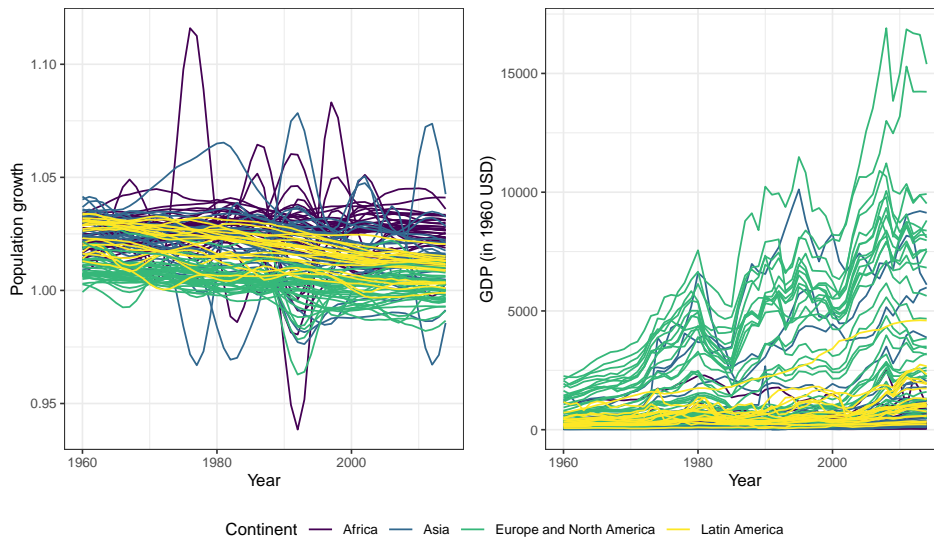 Population growth
1.10
1.05
1.00
0.95
1960
1980
2000
Year
GDP (in 1960 USD)
15000
10000
5000
0
1960
1980
2000
Year
Continent Africa Asia Europe and North America Latin America